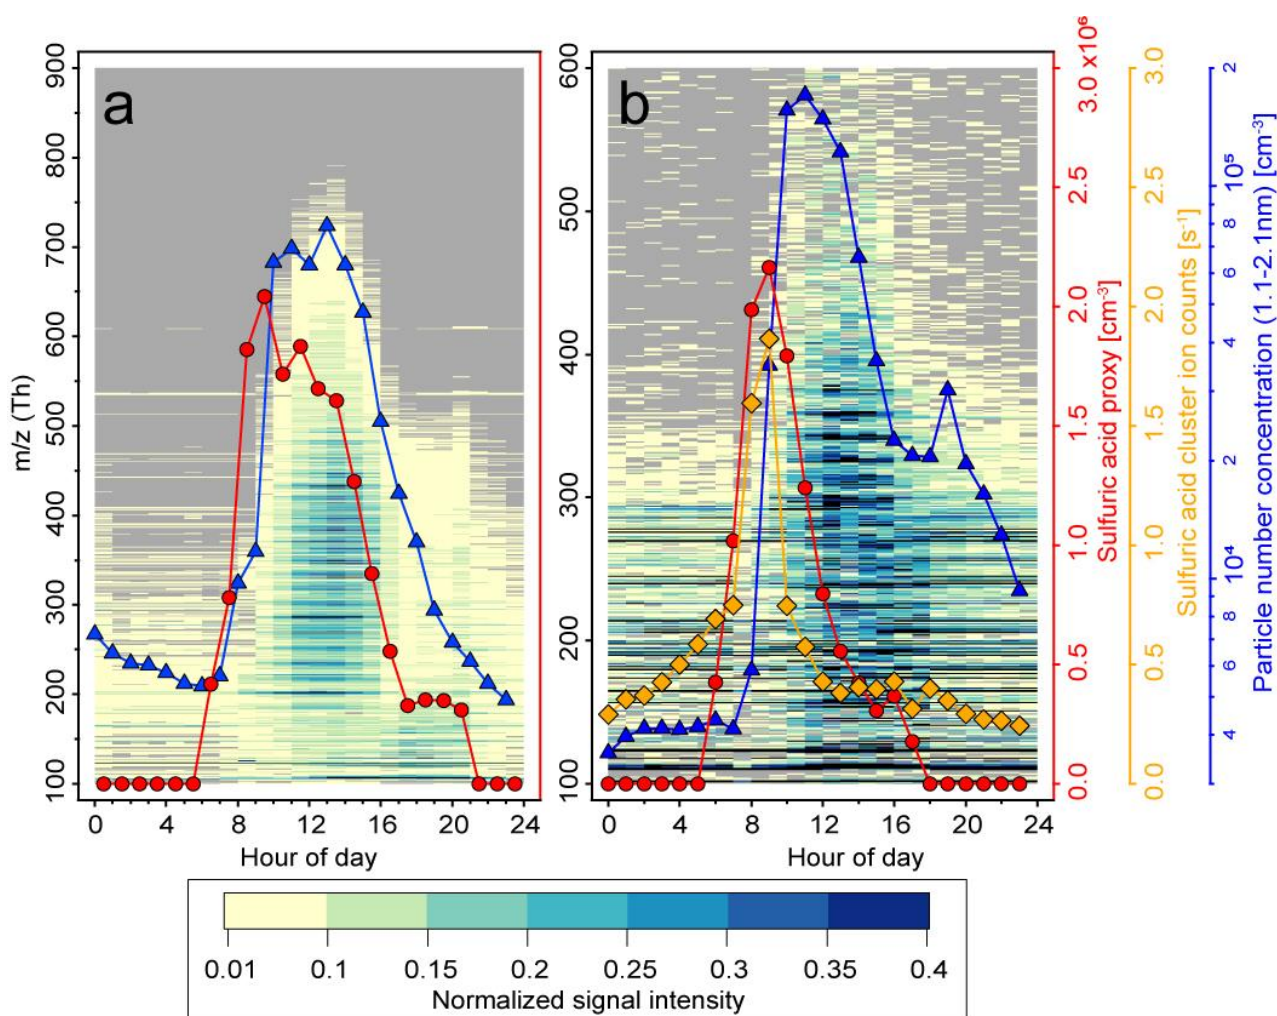 a
900
800
700
600
500
400
300
200
100
m/z (Th)
0 4 8 12 16 20 24
Hour of day
b
600
500
400
300
200
100
0 4 8 12 16 20 24
Hour of day
3.0 x10⁶
2.5
2.0
1.5
1.0
0.5
0.0
Sulfuric acid proxy [cm⁻³]
3.0
2.5
2.0
1.5
1.0
0.5
0.0
Sulfuric acid cluster ion counts [s⁻¹]
2
10⁵
8
6
4
2
10⁴
8
6
4
Particle number concentration (1.1-2.1nm) [cm⁻³]
0.01 0.1 0.15 0.2 0.25 0.3 0.35 0.4
Normalized signal intensity